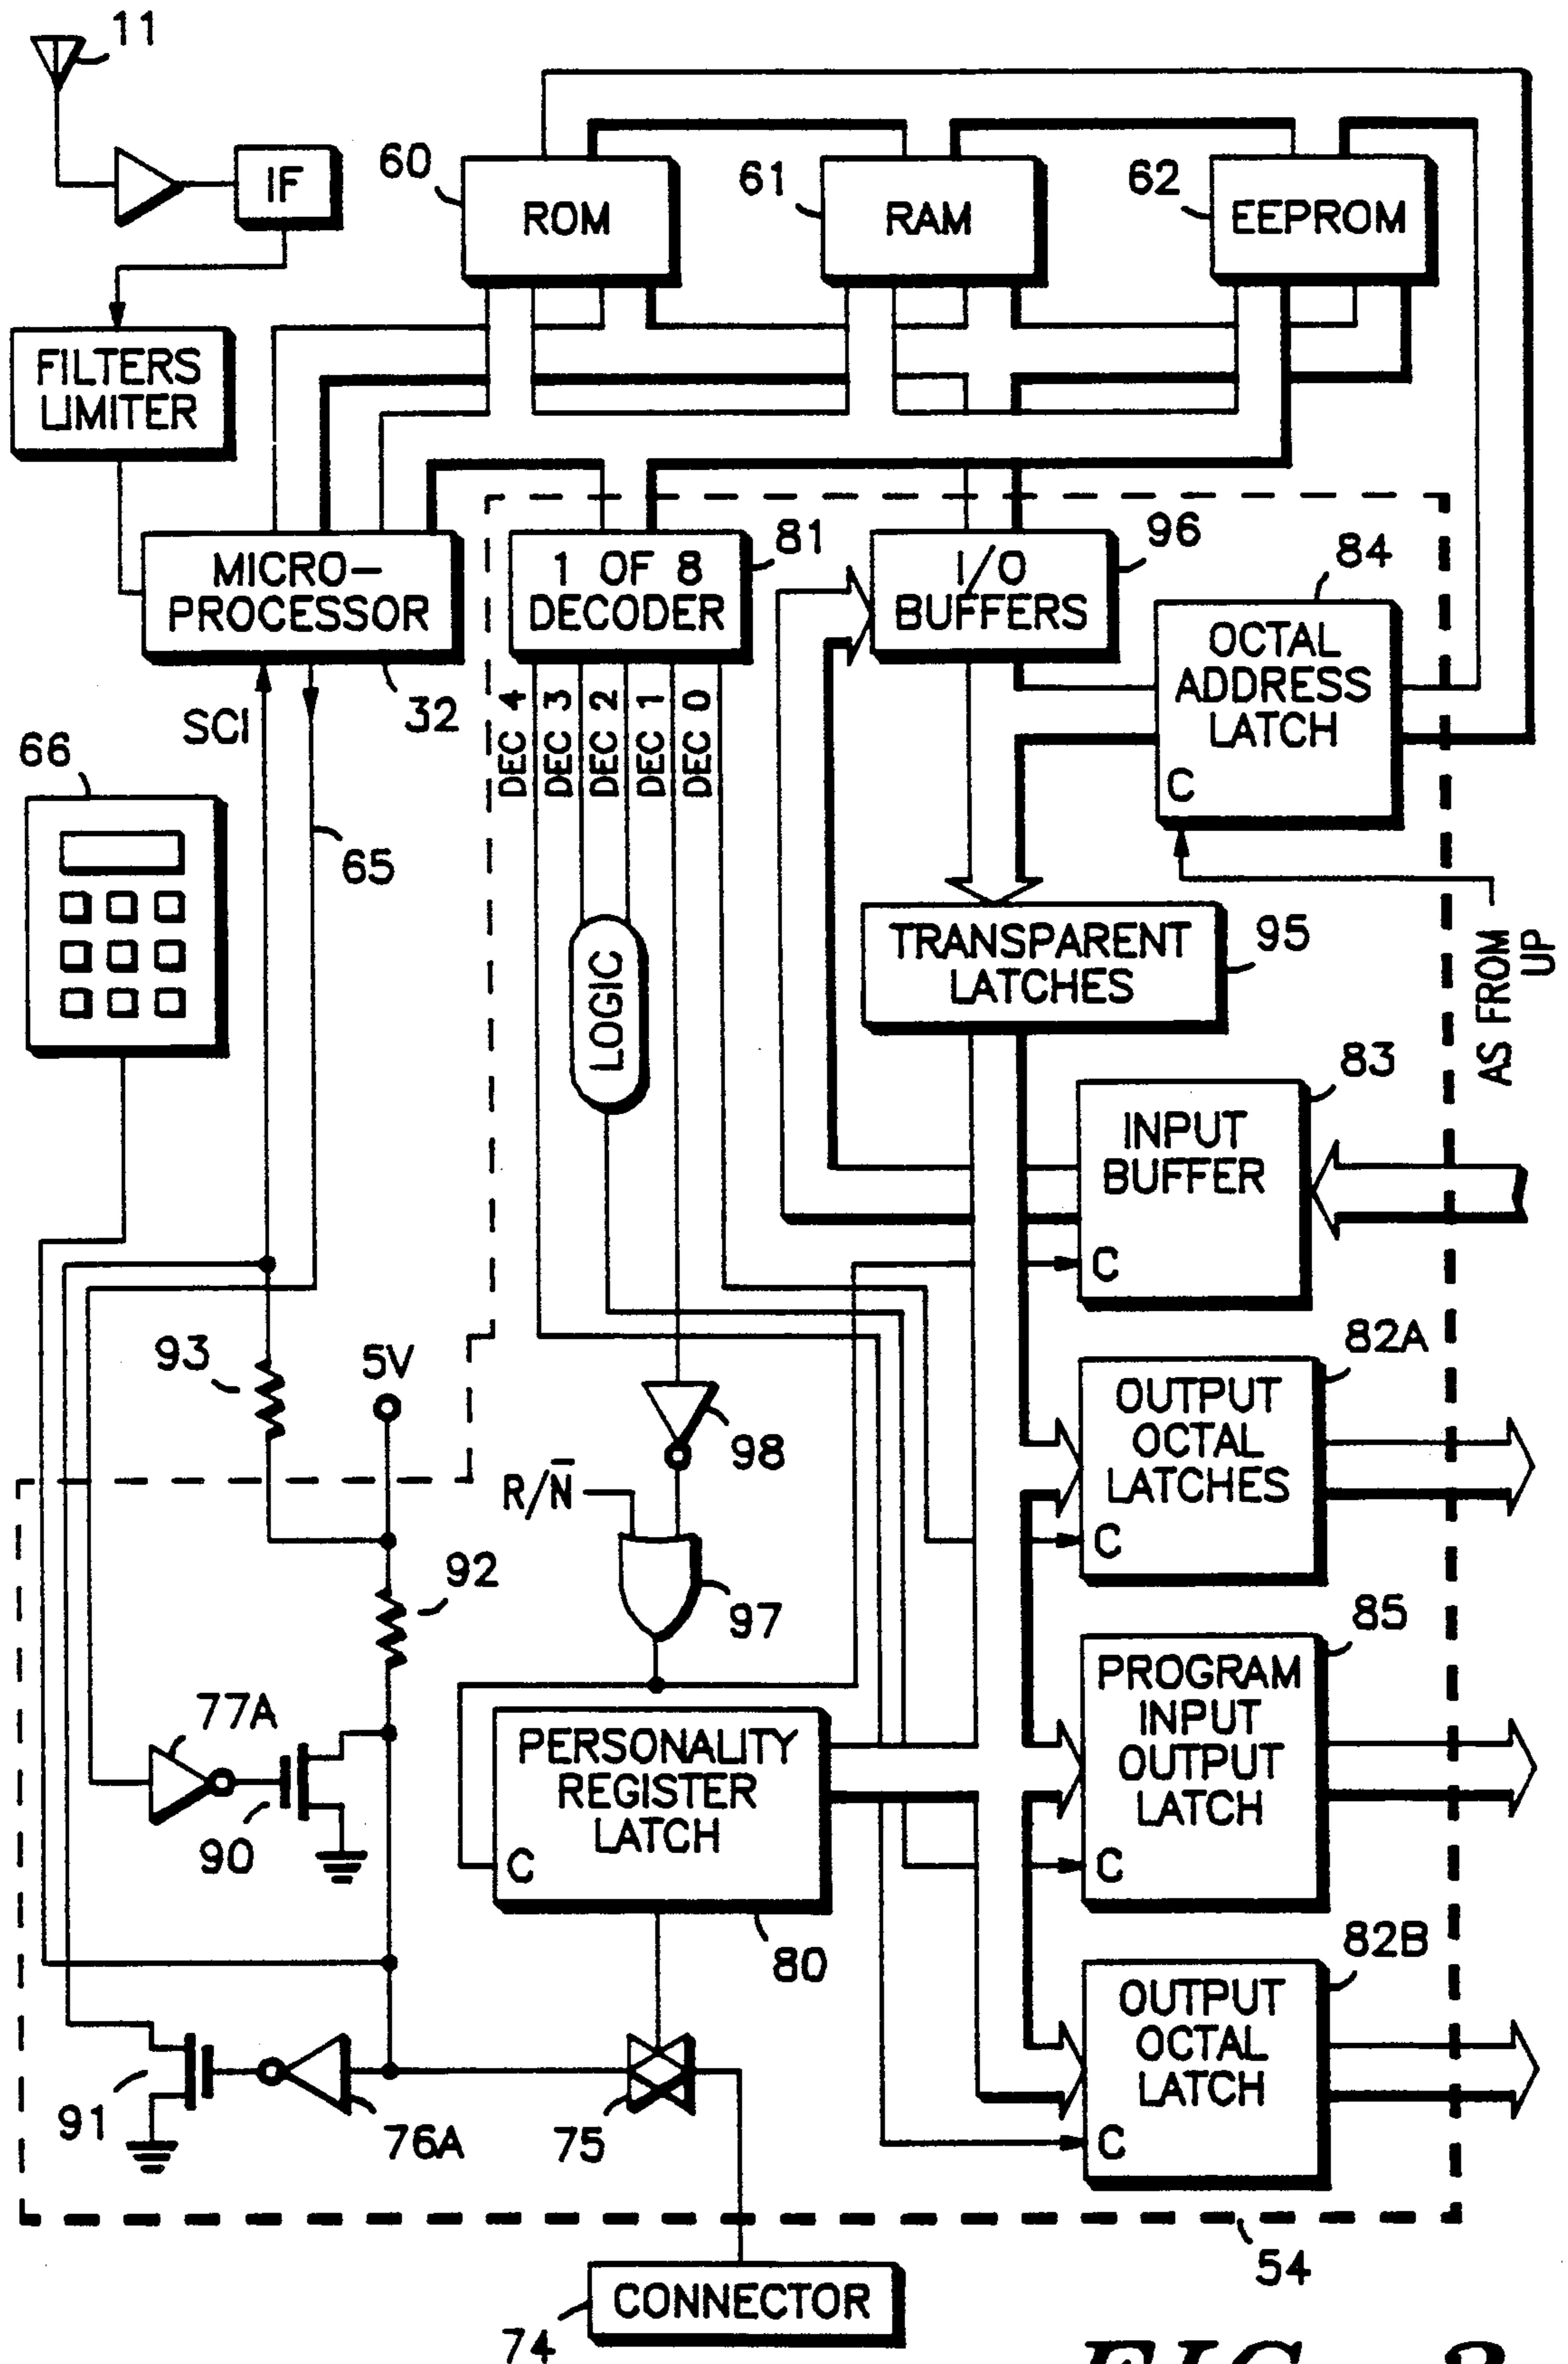 11
IF
60
ROM
61
RAM
62
EEPROM
FILTERS
LIMITER
MICRO-
PROCESSOR
32
1 OF 8
DECODER
81
I/O
BUFFERS
96
84
OCTAL
ADDRESS
LATCH
C
SCI
66
65
DEC 4
DEC 3
DEC 2
DEC 1
DEC 0
LOGIC
TRANSPARENT
LATCHES
95
AS FROM
UP
83
INPUT
BUFFER
C
93
5V
98
R/N̅
82A
OUTPUT
OCTAL
LATCHES
C
92
97
85
PROGRAM
INPUT
OUTPUT
LATCH
C
77A
90
PERSONALITY
REGISTER
LATCH
C
80
82B
OUTPUT
OCTAL
LATCH
C
91
76A
75
54
CONNECTOR
74